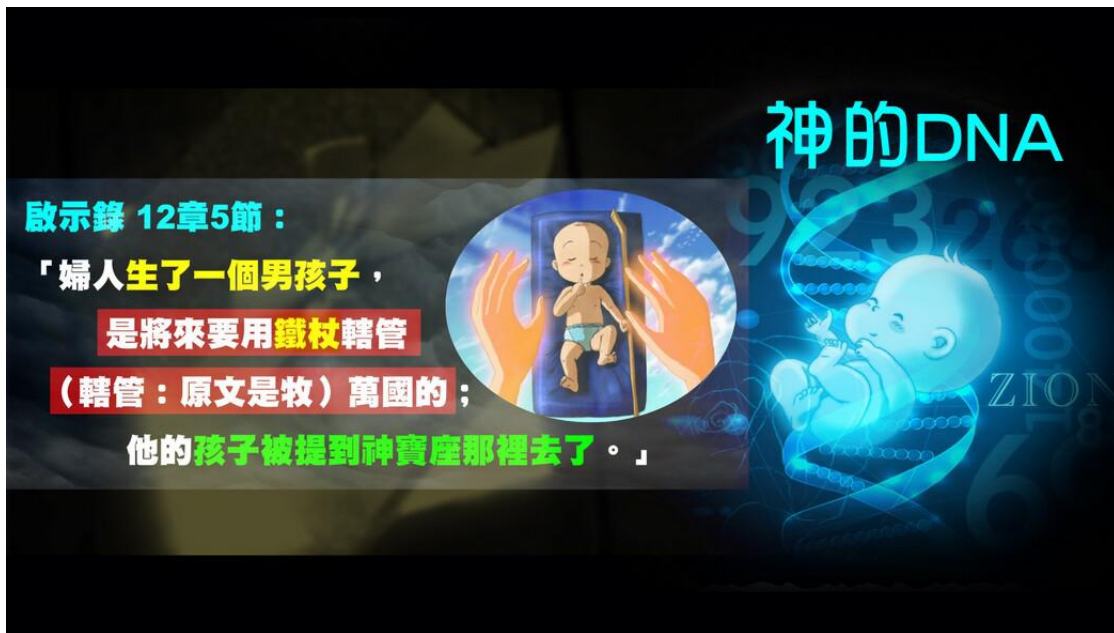 神的DNA
啟示錄 12章5節：
「婦人生了一個男孩子，
是將來要用鐵杖轄管
（轄管：原文是牧）萬國的；
他的孩子被提到神寶座那裡去了。」
ZION